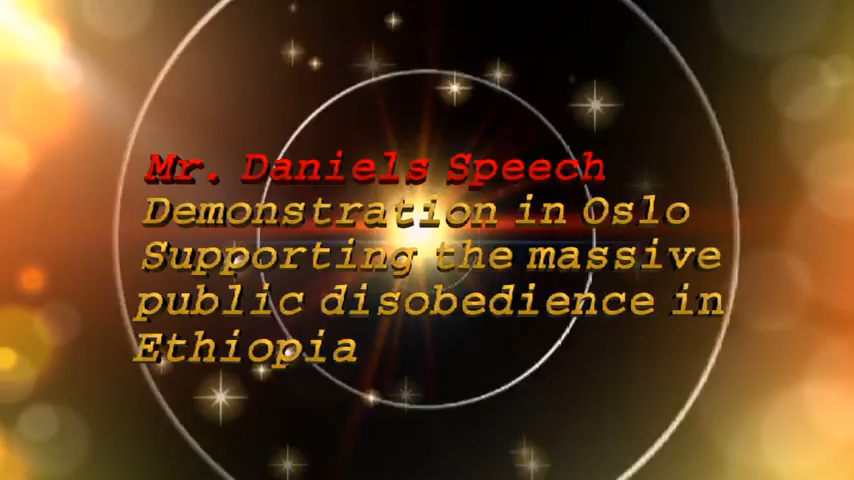 Mr. Daniels Speech
Demonstration in Oslo
Supporting the massive
public disobedience in
Ethiopia